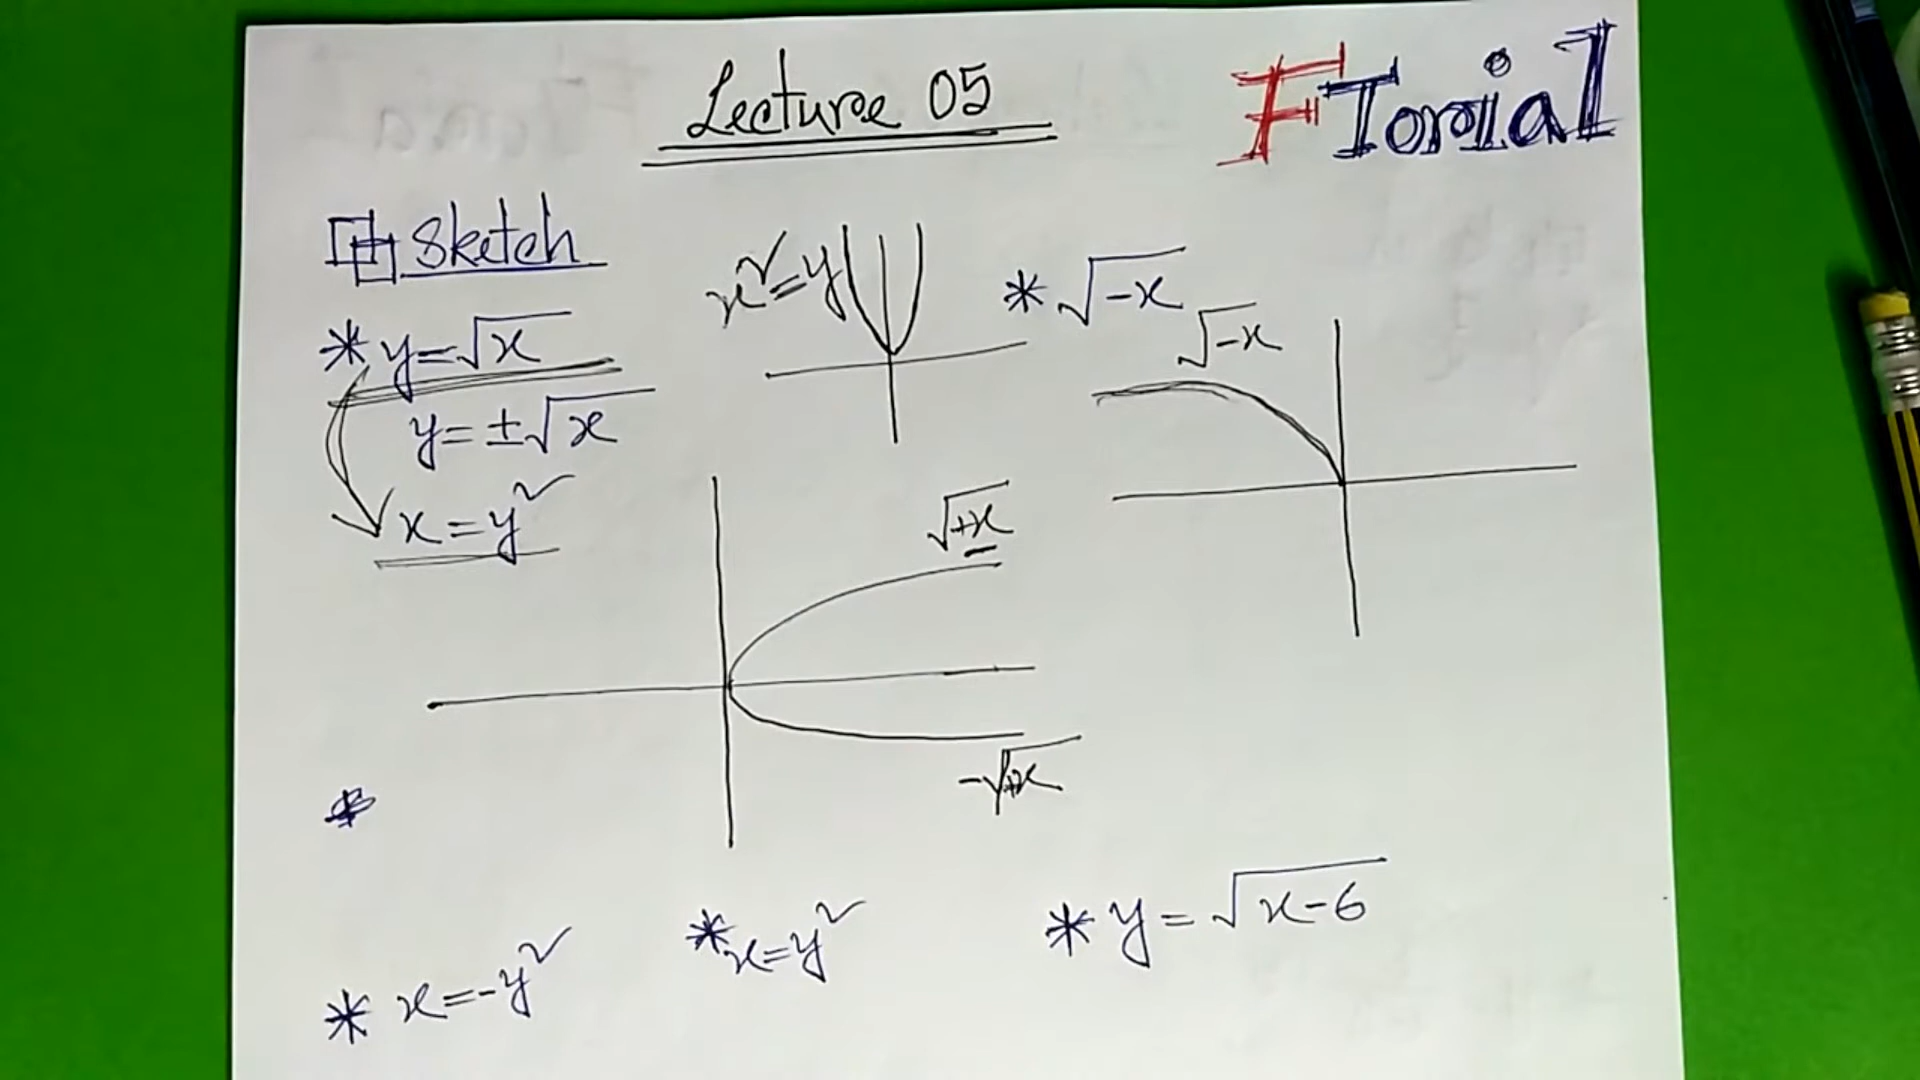 Lecture 05
FTorial
Sketch
* y=√x
y=±√x
x=y²
x²=y
* √-x
√-x
√+x
-√+x
* x=-y²
* x=y²
* y=√x-6